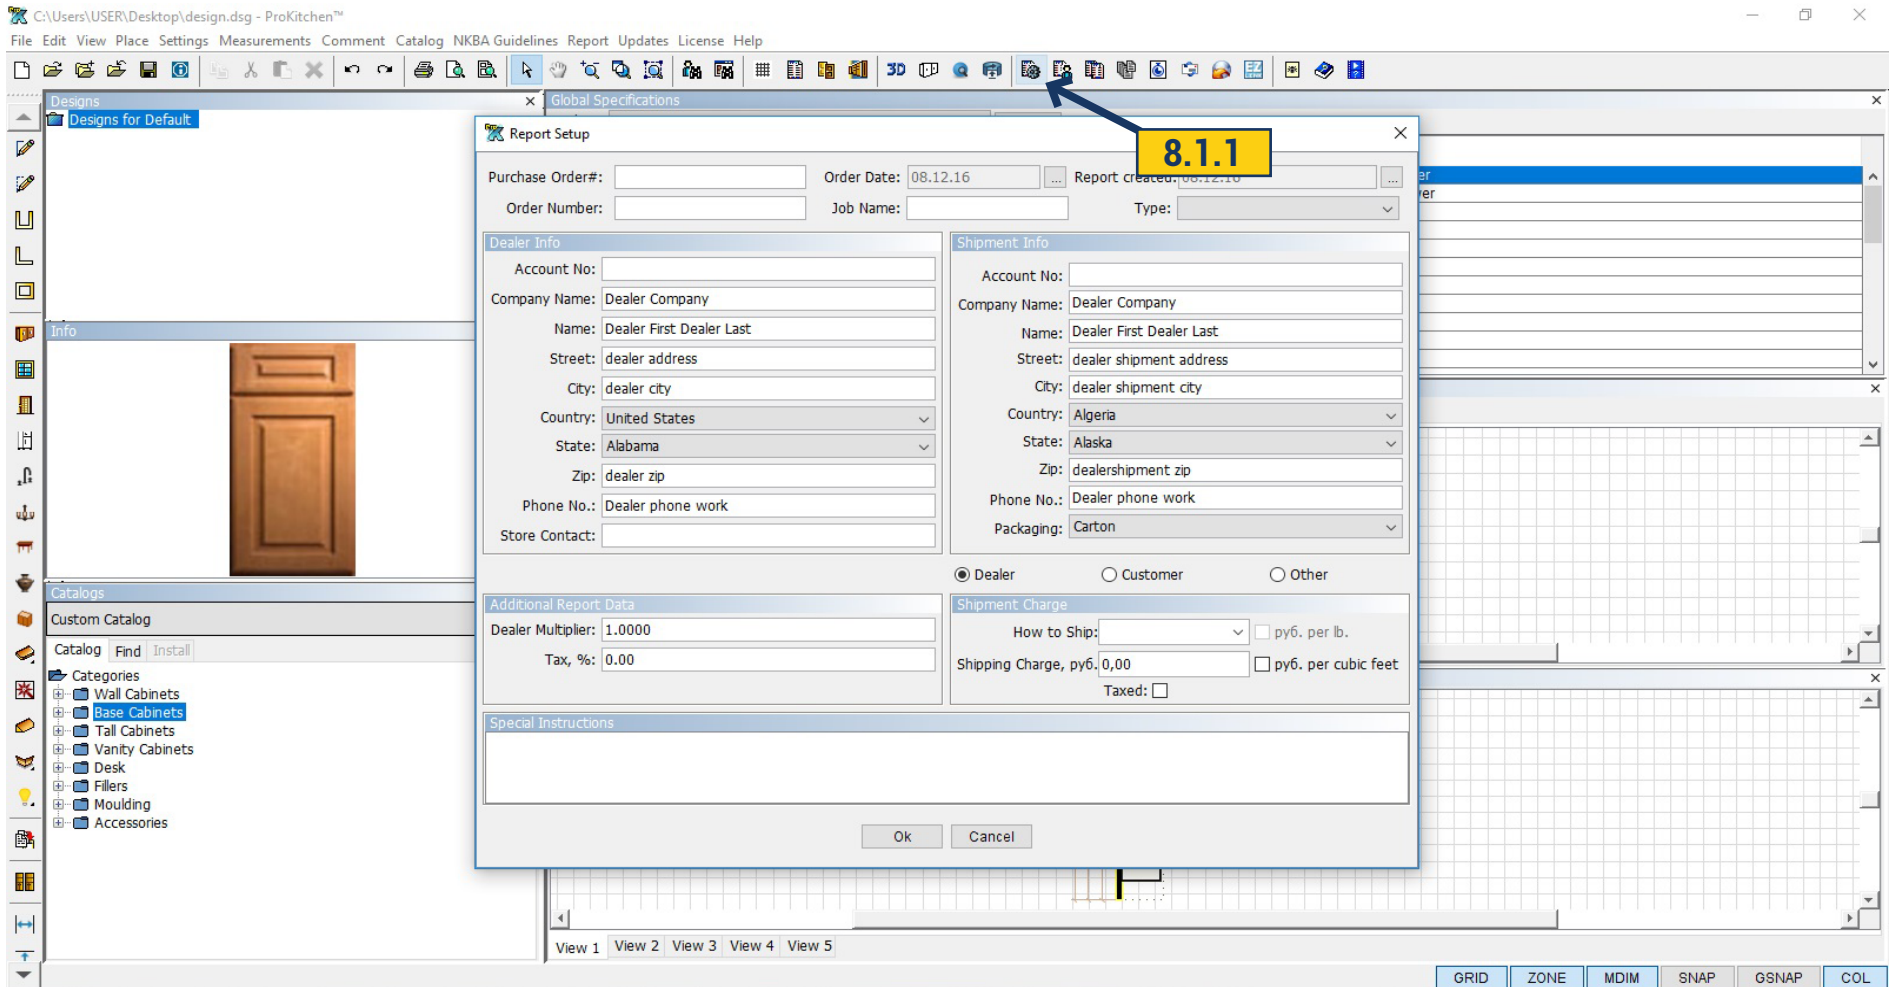 C:\Users\USER\Desktop\design.dsg - ProKitchen™
File Edit View Place Settings Measurements Comment Catalog NKBA Guidelines Report Updates License Help
3D
EZ
Designs
Designs for Default
Global Specifications
Report Setup
8.1.1
Purchase Order#:
Order Date: 08.12.16 ...
Report created: 08.12.16 ...
Order Number:
Job Name:
Type:
Dealer Info
Account No:
Company Name: Dealer Company
Name: Dealer First Dealer Last
Street: dealer address
City: dealer city
Country: United States
State: Alabama
Zip: dealer zip
Phone No.: Dealer phone work
Store Contact:
Shipment Info
Account No:
Company Name: Dealer Company
Name: Dealer First Dealer Last
Street: dealer shipment address
City: dealer shipment city
Country: Algeria
State: Alaska
Zip: dealershipment zip
Phone No.: Dealer phone work
Packaging: Carton
Dealer Customer Other
Additional Report Data
Dealer Multiplier: 1.0000
Tax, %: 0.00
Shipment Charge
How to Ship: руб. per lb.
Shipping Charge, руб. 0,00 руб. per cubic feet
Taxed:
Special Instructions
Ok Cancel
er
ver
Info
Catalogs
Custom Catalog
Catalog Find Install
Categories
Wall Cabinets
Base Cabinets
Tall Cabinets
Vanity Cabinets
Desk
Fillers
Moulding
Accessories
View 1 View 2 View 3 View 4 View 5
GRID ZONE MDIM SNAP GSNAP COL